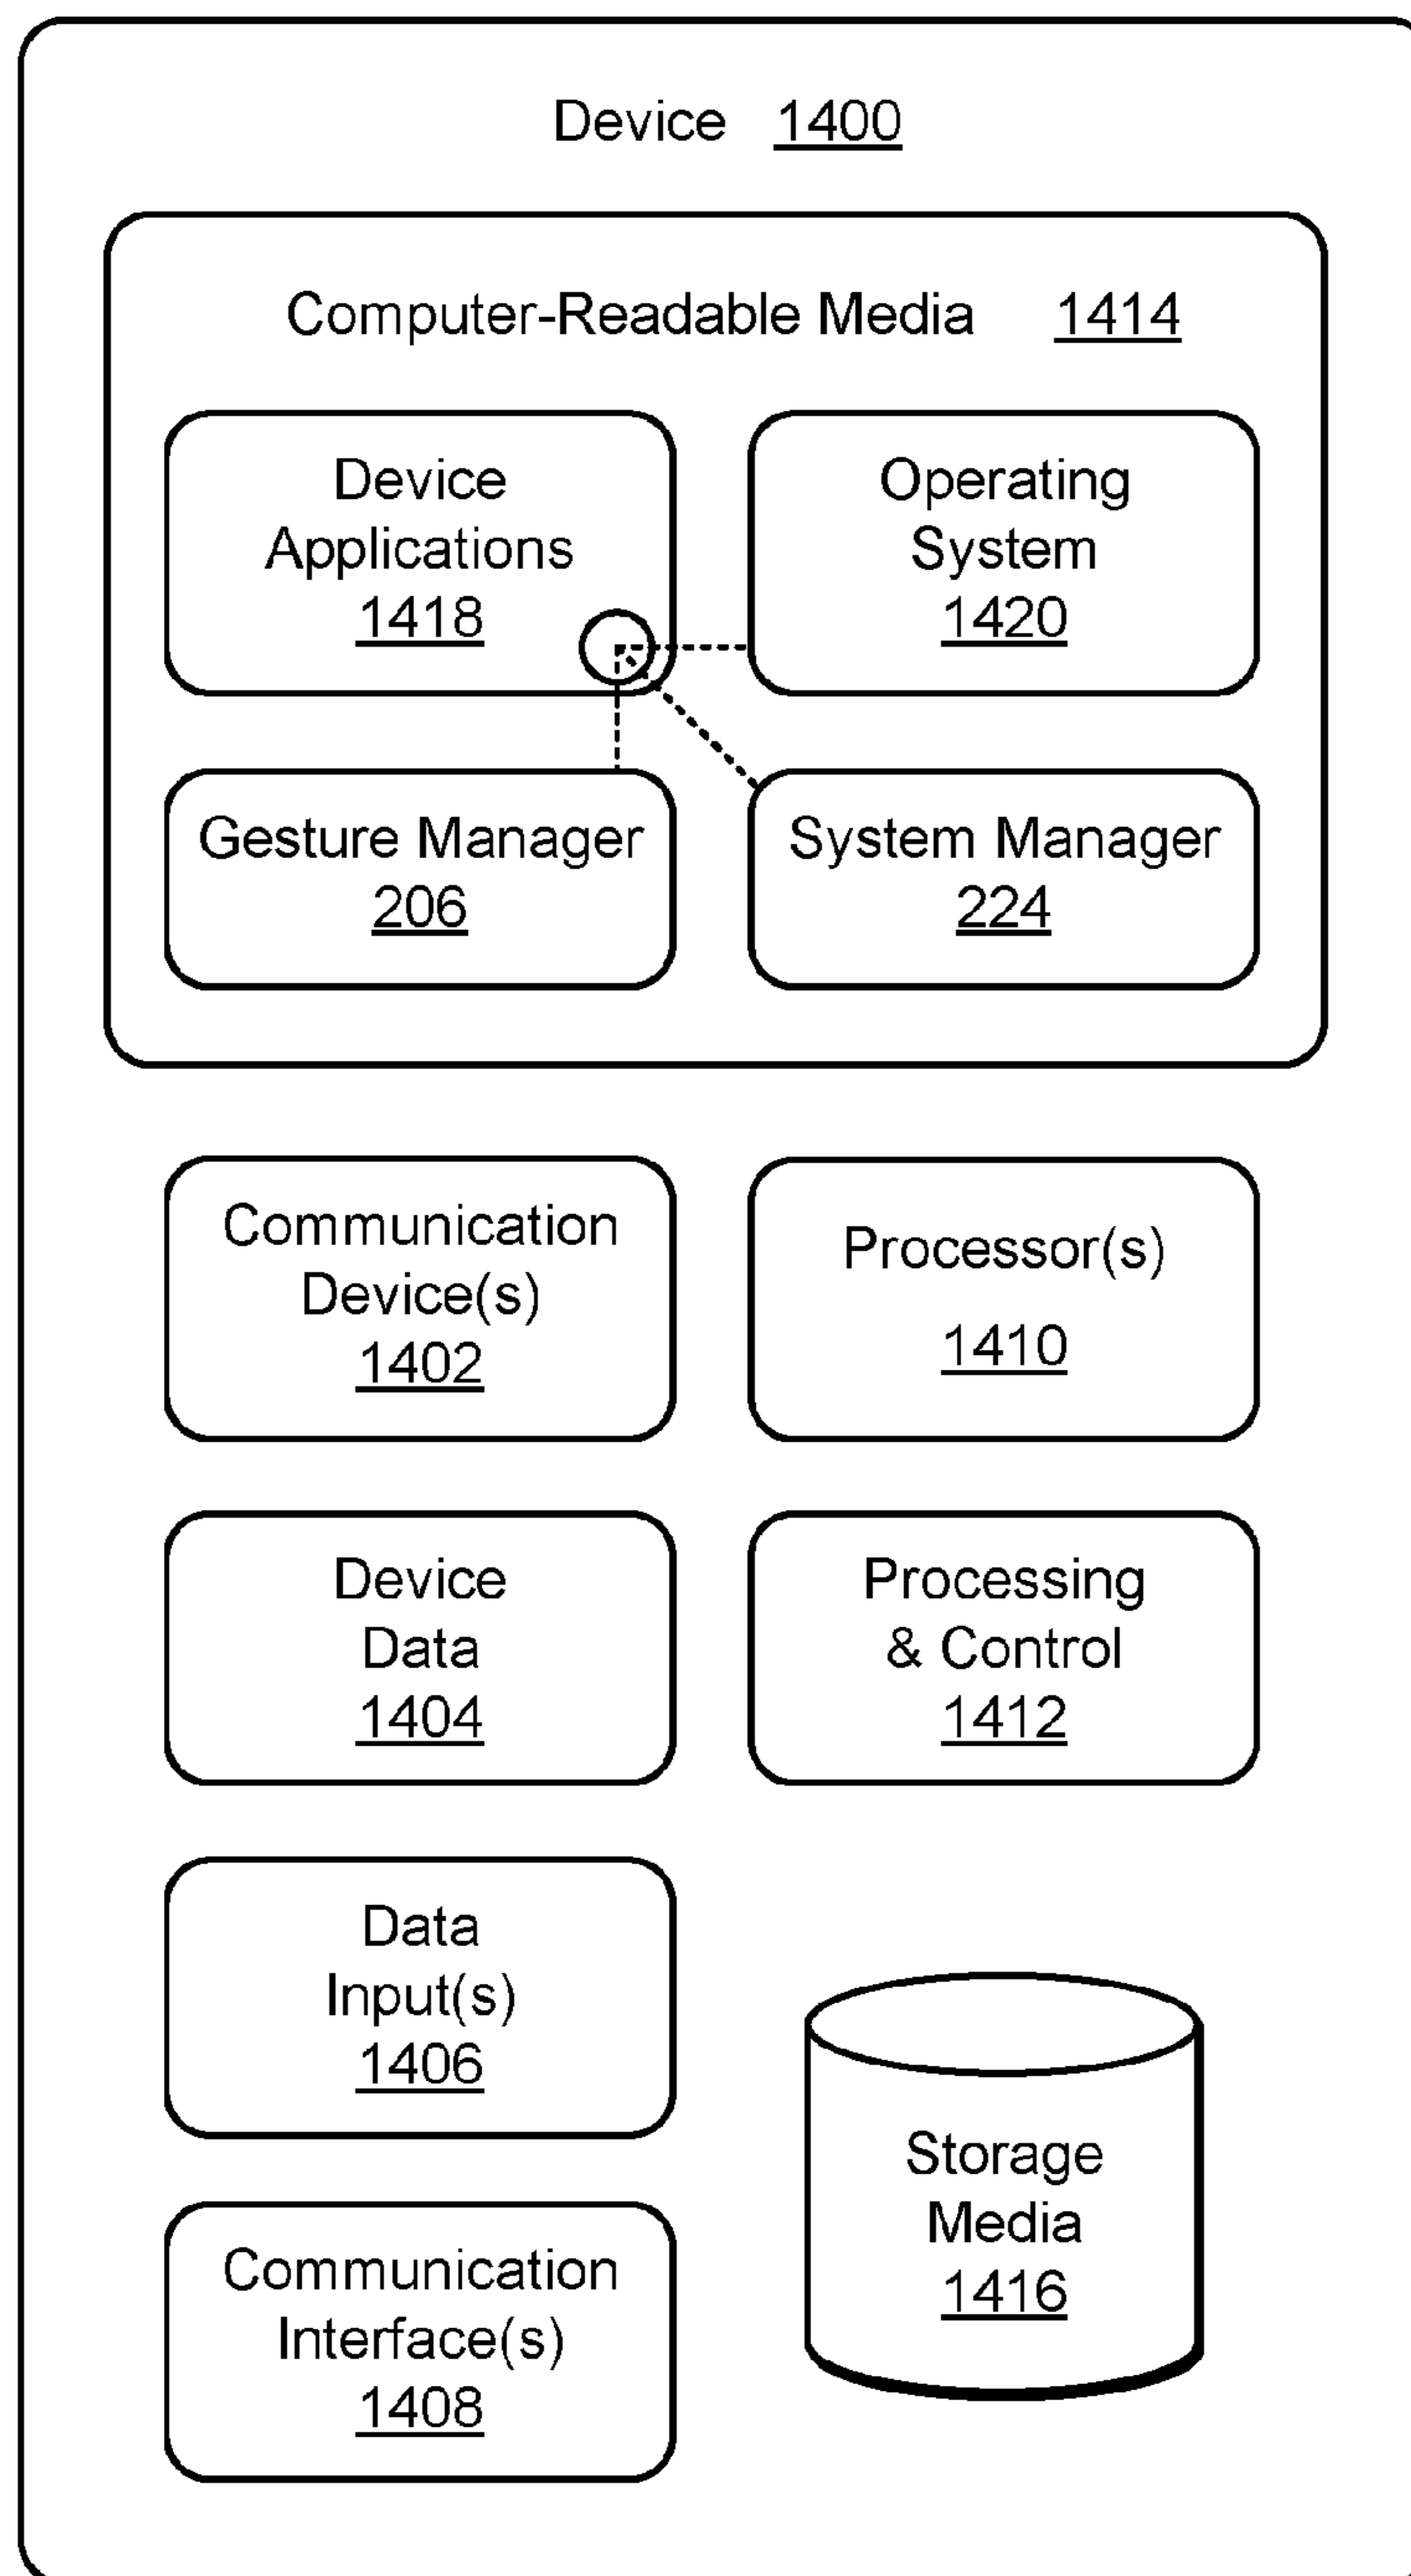 Device 1400
Computer-Readable Media 1414
Device
Applications
1418
Operating
System
1420
Gesture Manager
206
System Manager
224
Communication
Device(s)
1402
Processor(s)
1410
Device
Data
1404
Processing
& Control
1412
Data
Input(s)
1406
Storage
Media
1416
Communication
Interface(s)
1408